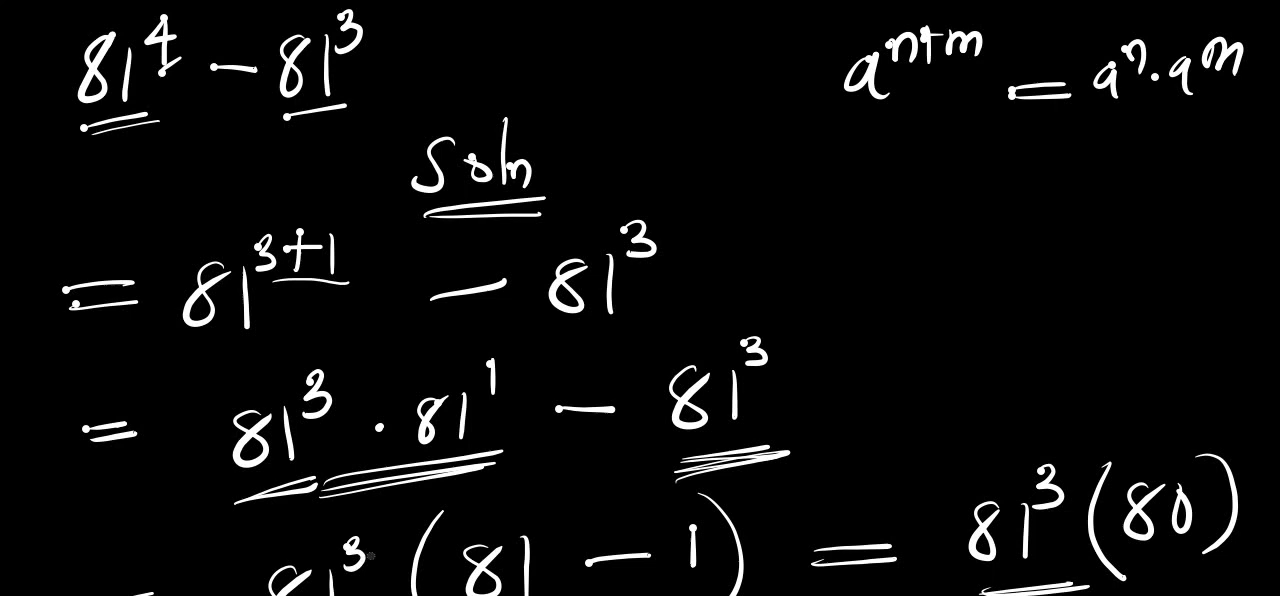 81⁴ - 81³
aⁿ⁺ᵐ = aⁿ·aᵐ
Soln
= 81³⁺¹ - 81³
= 81³ · 81¹ - 81³
= 81³ (81 - 1) = 81³ (80)